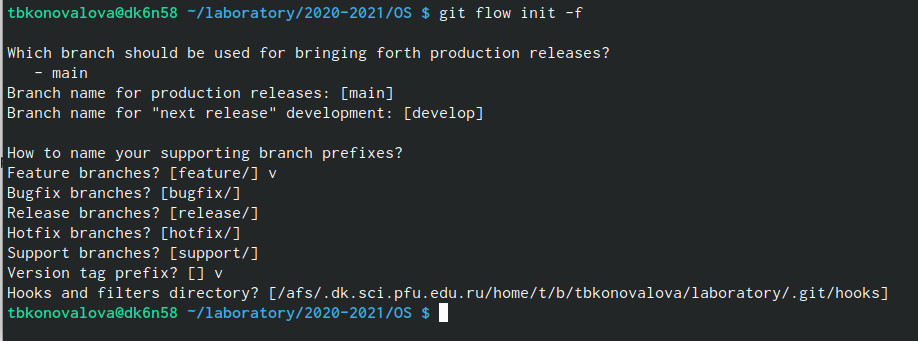 tbkonovalova@dk6n58 ~/laboratory/2020-2021/OS $ git flow init -f
Which branch should be used for bringing forth production releases?
- main
Branch name for production releases: [main]
Branch name for "next release" development: [develop]
How to name your supporting branch prefixes?
Feature branches? [feature/] v
Bugfix branches? [bugfix/]
Release branches? [release/]
Hotfix branches? [hotfix/]
Support branches? [support/]
Version tag prefix? [] v
Hooks and filters directory? [/afs/.dk.sci.pfu.edu.ru/home/t/b/tbkonovalova/laboratory/.git/hooks]
tbkonovalova@dk6n58 ~/laboratory/2020-2021/OS $